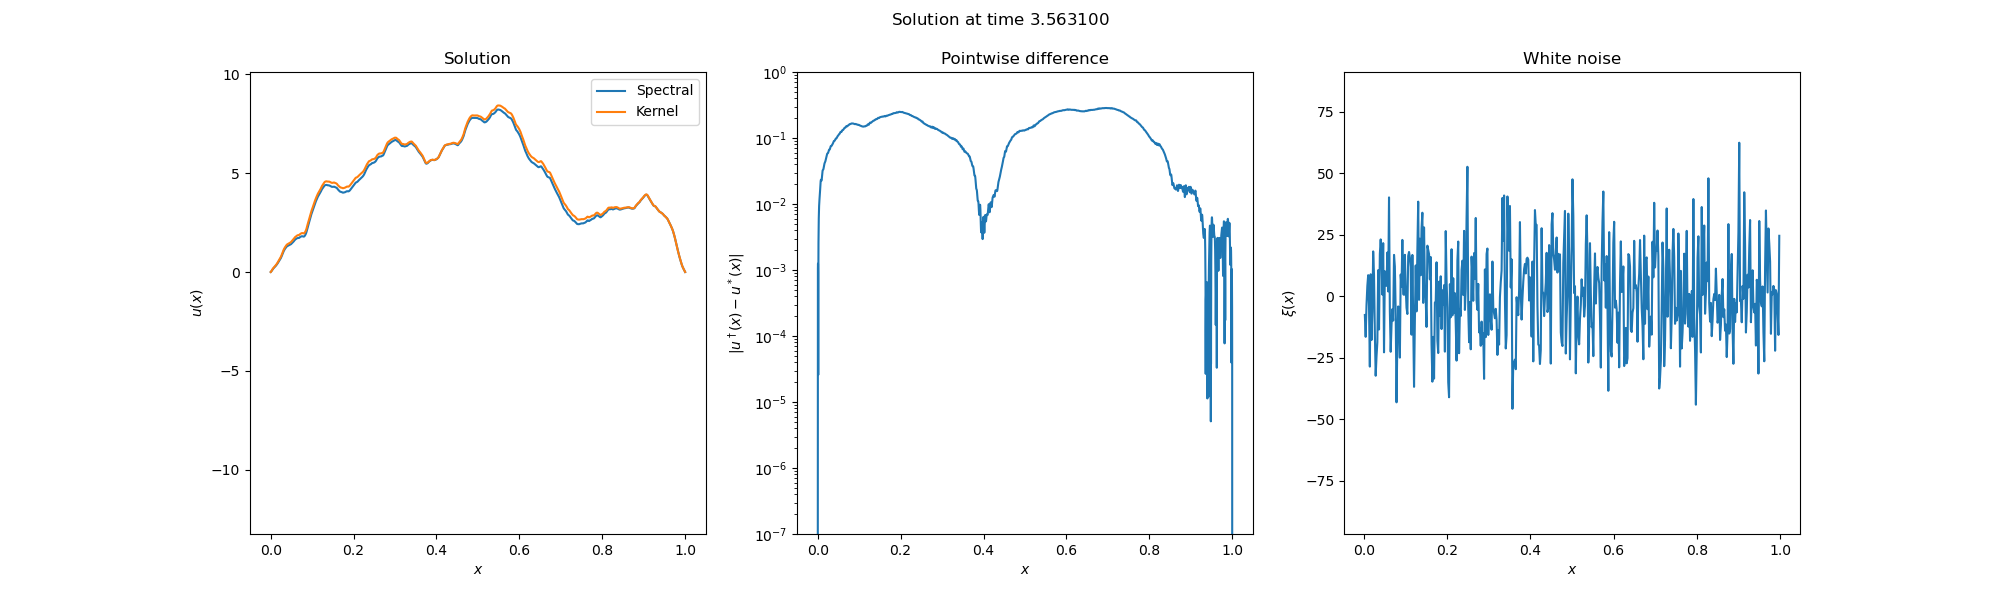 Solution at time 3.563100
Solution
10
5
0
−5
−10
u(x)
0.0 0.2 0.4 0.6 0.8 1.0
x
Spectral
Kernel
Pointwise difference
10⁰
10⁻¹
10⁻²
10⁻³
10⁻⁴
10⁻⁵
10⁻⁶
10⁻⁷
|u†(x) − u*(x)|
0.0 0.2 0.4 0.6 0.8 1.0
x
White noise
75
50
25
0
−25
−50
−75
ξ(x)
0.0 0.2 0.4 0.6 0.8 1.0
x